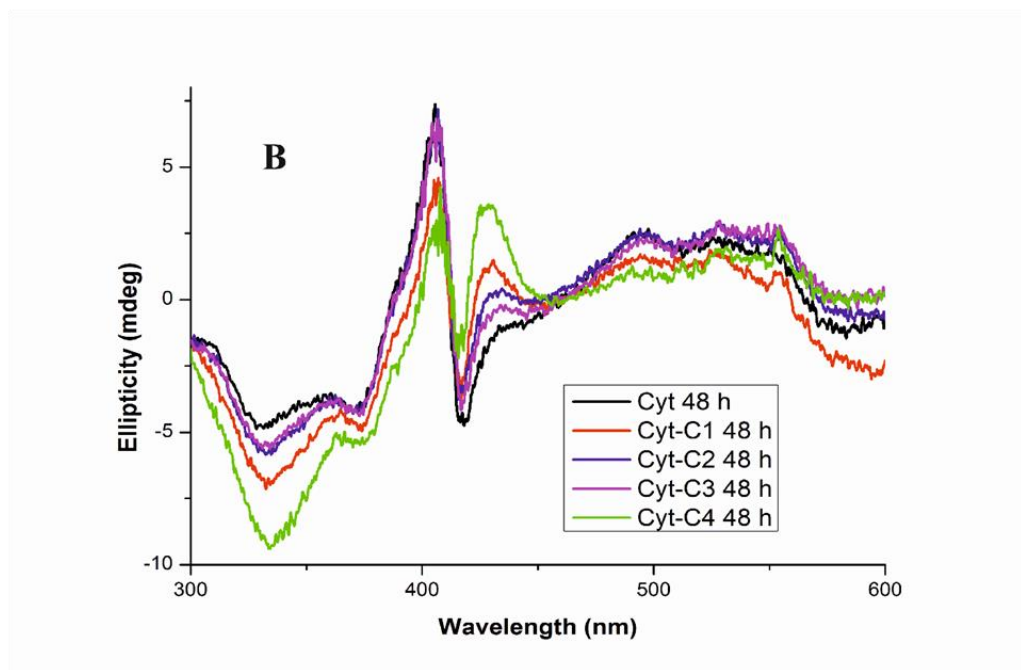 B
5
0
-5
-10
Ellipticity (mdeg)
Cyt 48 h
Cyt-C1 48 h
Cyt-C2 48 h
Cyt-C3 48 h
Cyt-C4 48 h
300 400 500 600
Wavelength (nm)